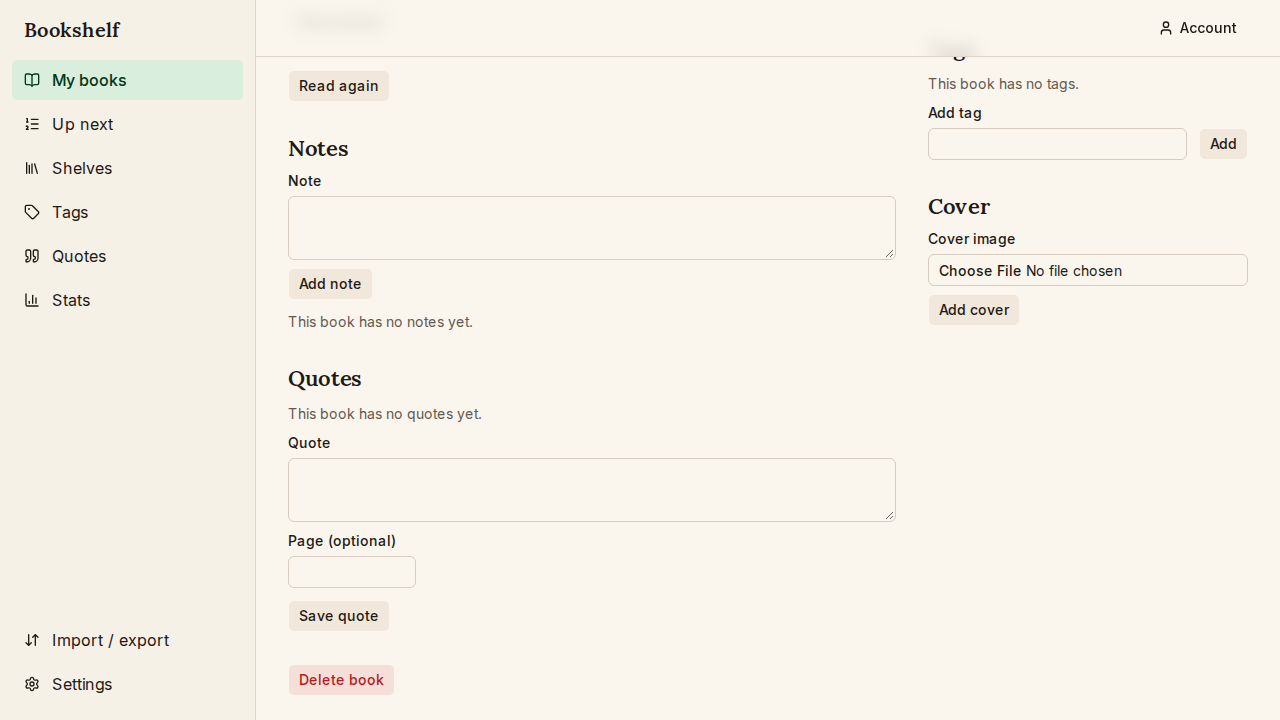 Bookshelf
My books
Up next
Shelves
Tags
Quotes
Stats
Import / export
Settings
Account
Read again
Notes
Note
Add note
This book has no notes yet.
Quotes
This book has no quotes yet.
Quote
Page (optional)
Save quote
Delete book
This book has no tags.
Add tag
Add
Cover
Cover image
Choose File No file chosen
Add cover